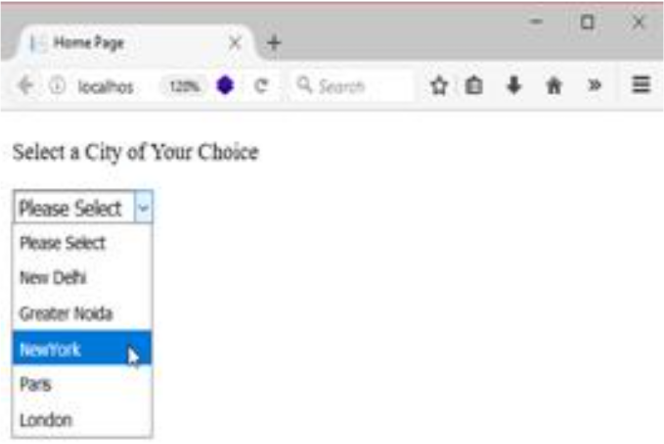 Home Page
localhos 120% Search
Select a City of Your Choice
Please Select
Please Select
New Delhi
Greater Noida
NewYork
Paris
London